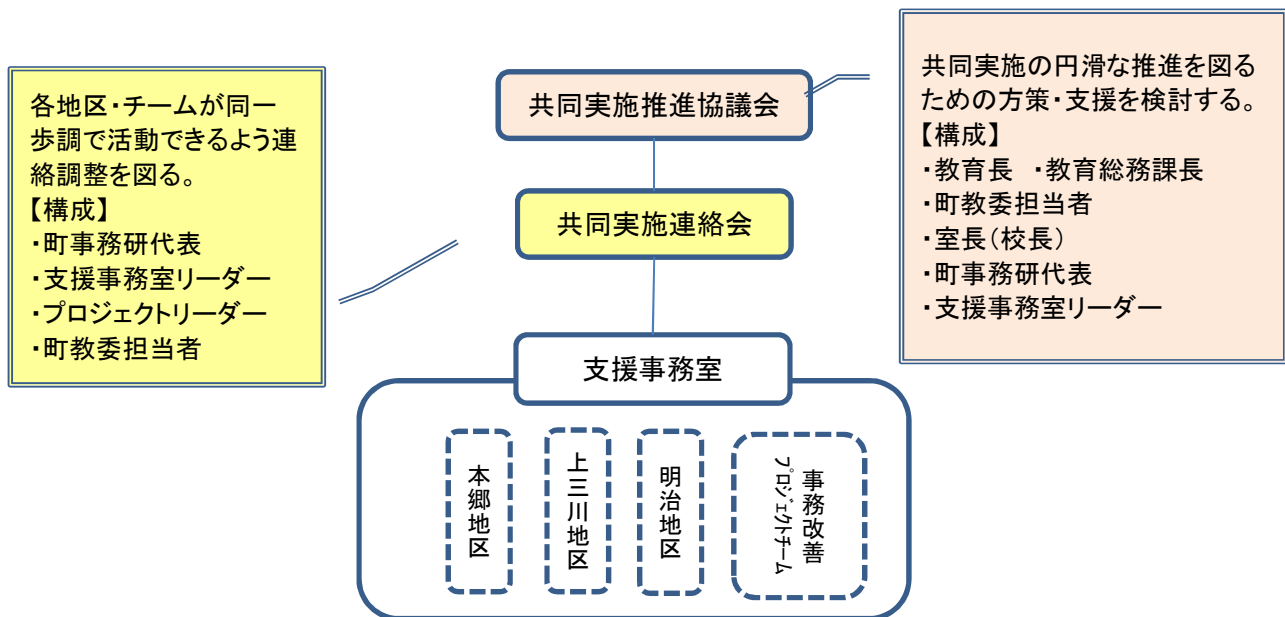 各地区・チームが同一
歩調で活動できるよう連
絡調整を図る。
【構成】
・町事務研代表
・支援事務室リーダー
・プロジェクトリーダー
・町教委担当者
共同実施推進協議会
共同実施の円滑な推進を図る
ための方策・支援を検討する。
【構成】
・教育長 ・教育総務課長
・町教委担当者
・室長(校長)
・町事務研代表
・支援事務室リーダー
共同実施連絡会
支援事務室
本郷地区
上三川地区
明治地区
事務改善
プロジェクトチーム